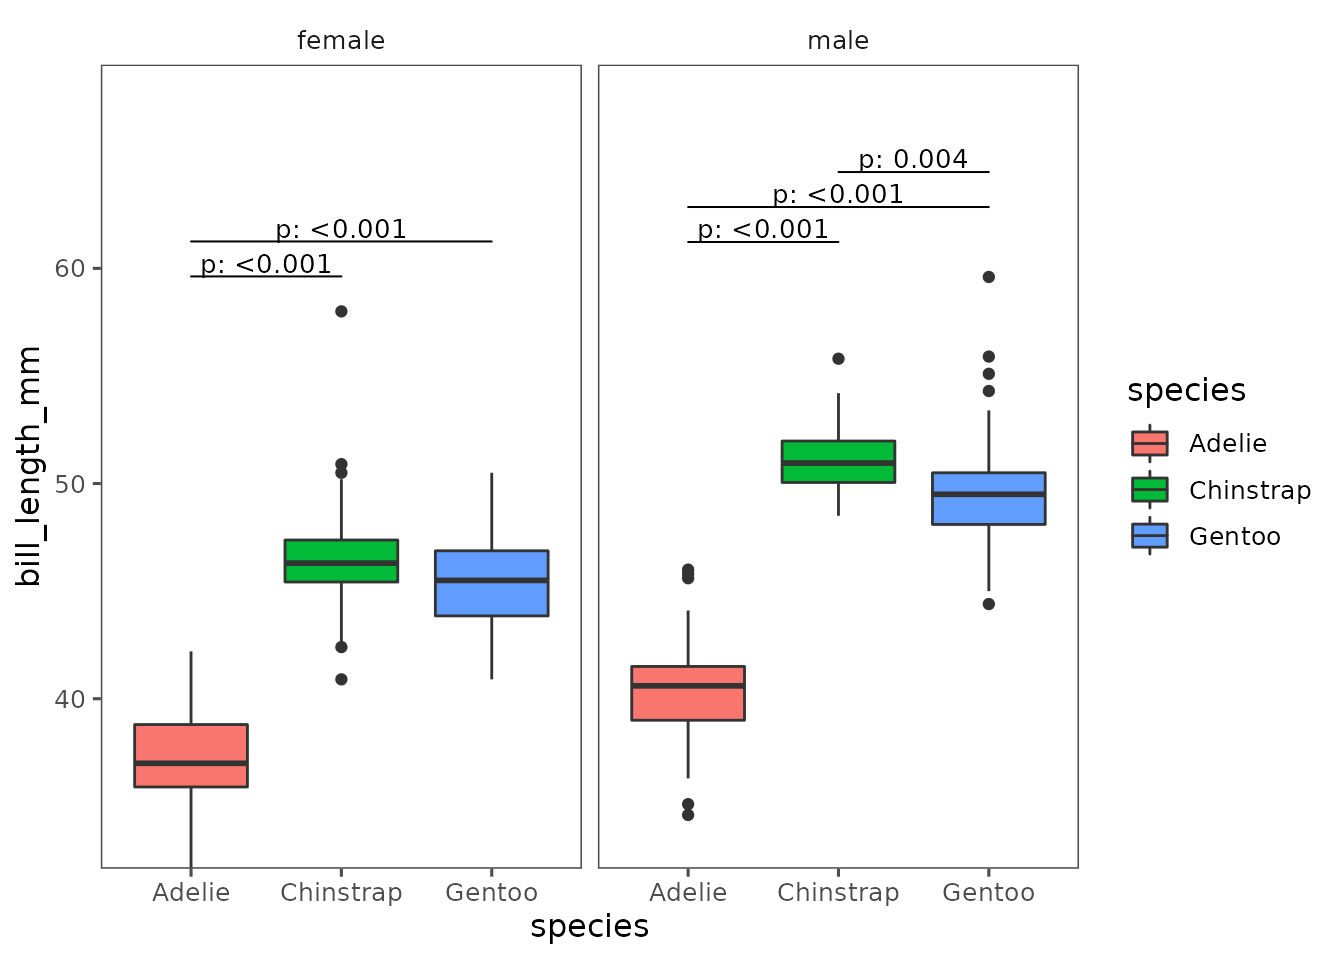 female
male
p: 0.004
p: <0.001
p: <0.001
p: <0.001
p: <0.001
60
50
40
bill_length_mm
Adelie
Chinstrap
Gentoo
Adelie
Chinstrap
Gentoo
species
species
Adelie
Chinstrap
Gentoo